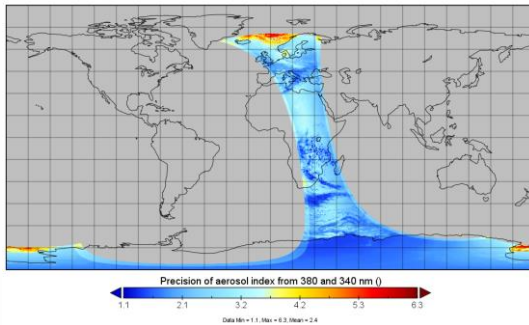 Precision of aerosol index from 380 and 340 nm ()
1.1 2.1 3.2 4.2 5.3 6.3
Data Min = 1.1, Max = 6.3, Mean = 2.4